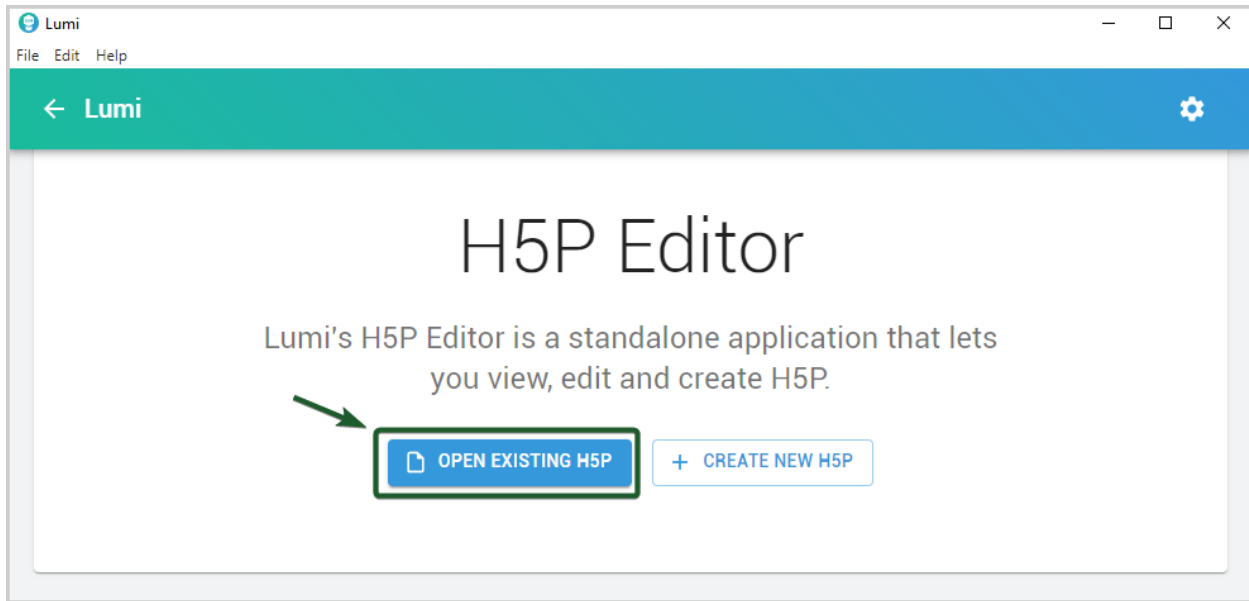 Lumi
File Edit Help
Lumi
H5P Editor
Lumi's H5P Editor is a standalone application that lets
you view, edit and create H5P.
OPEN EXISTING H5P
CREATE NEW H5P